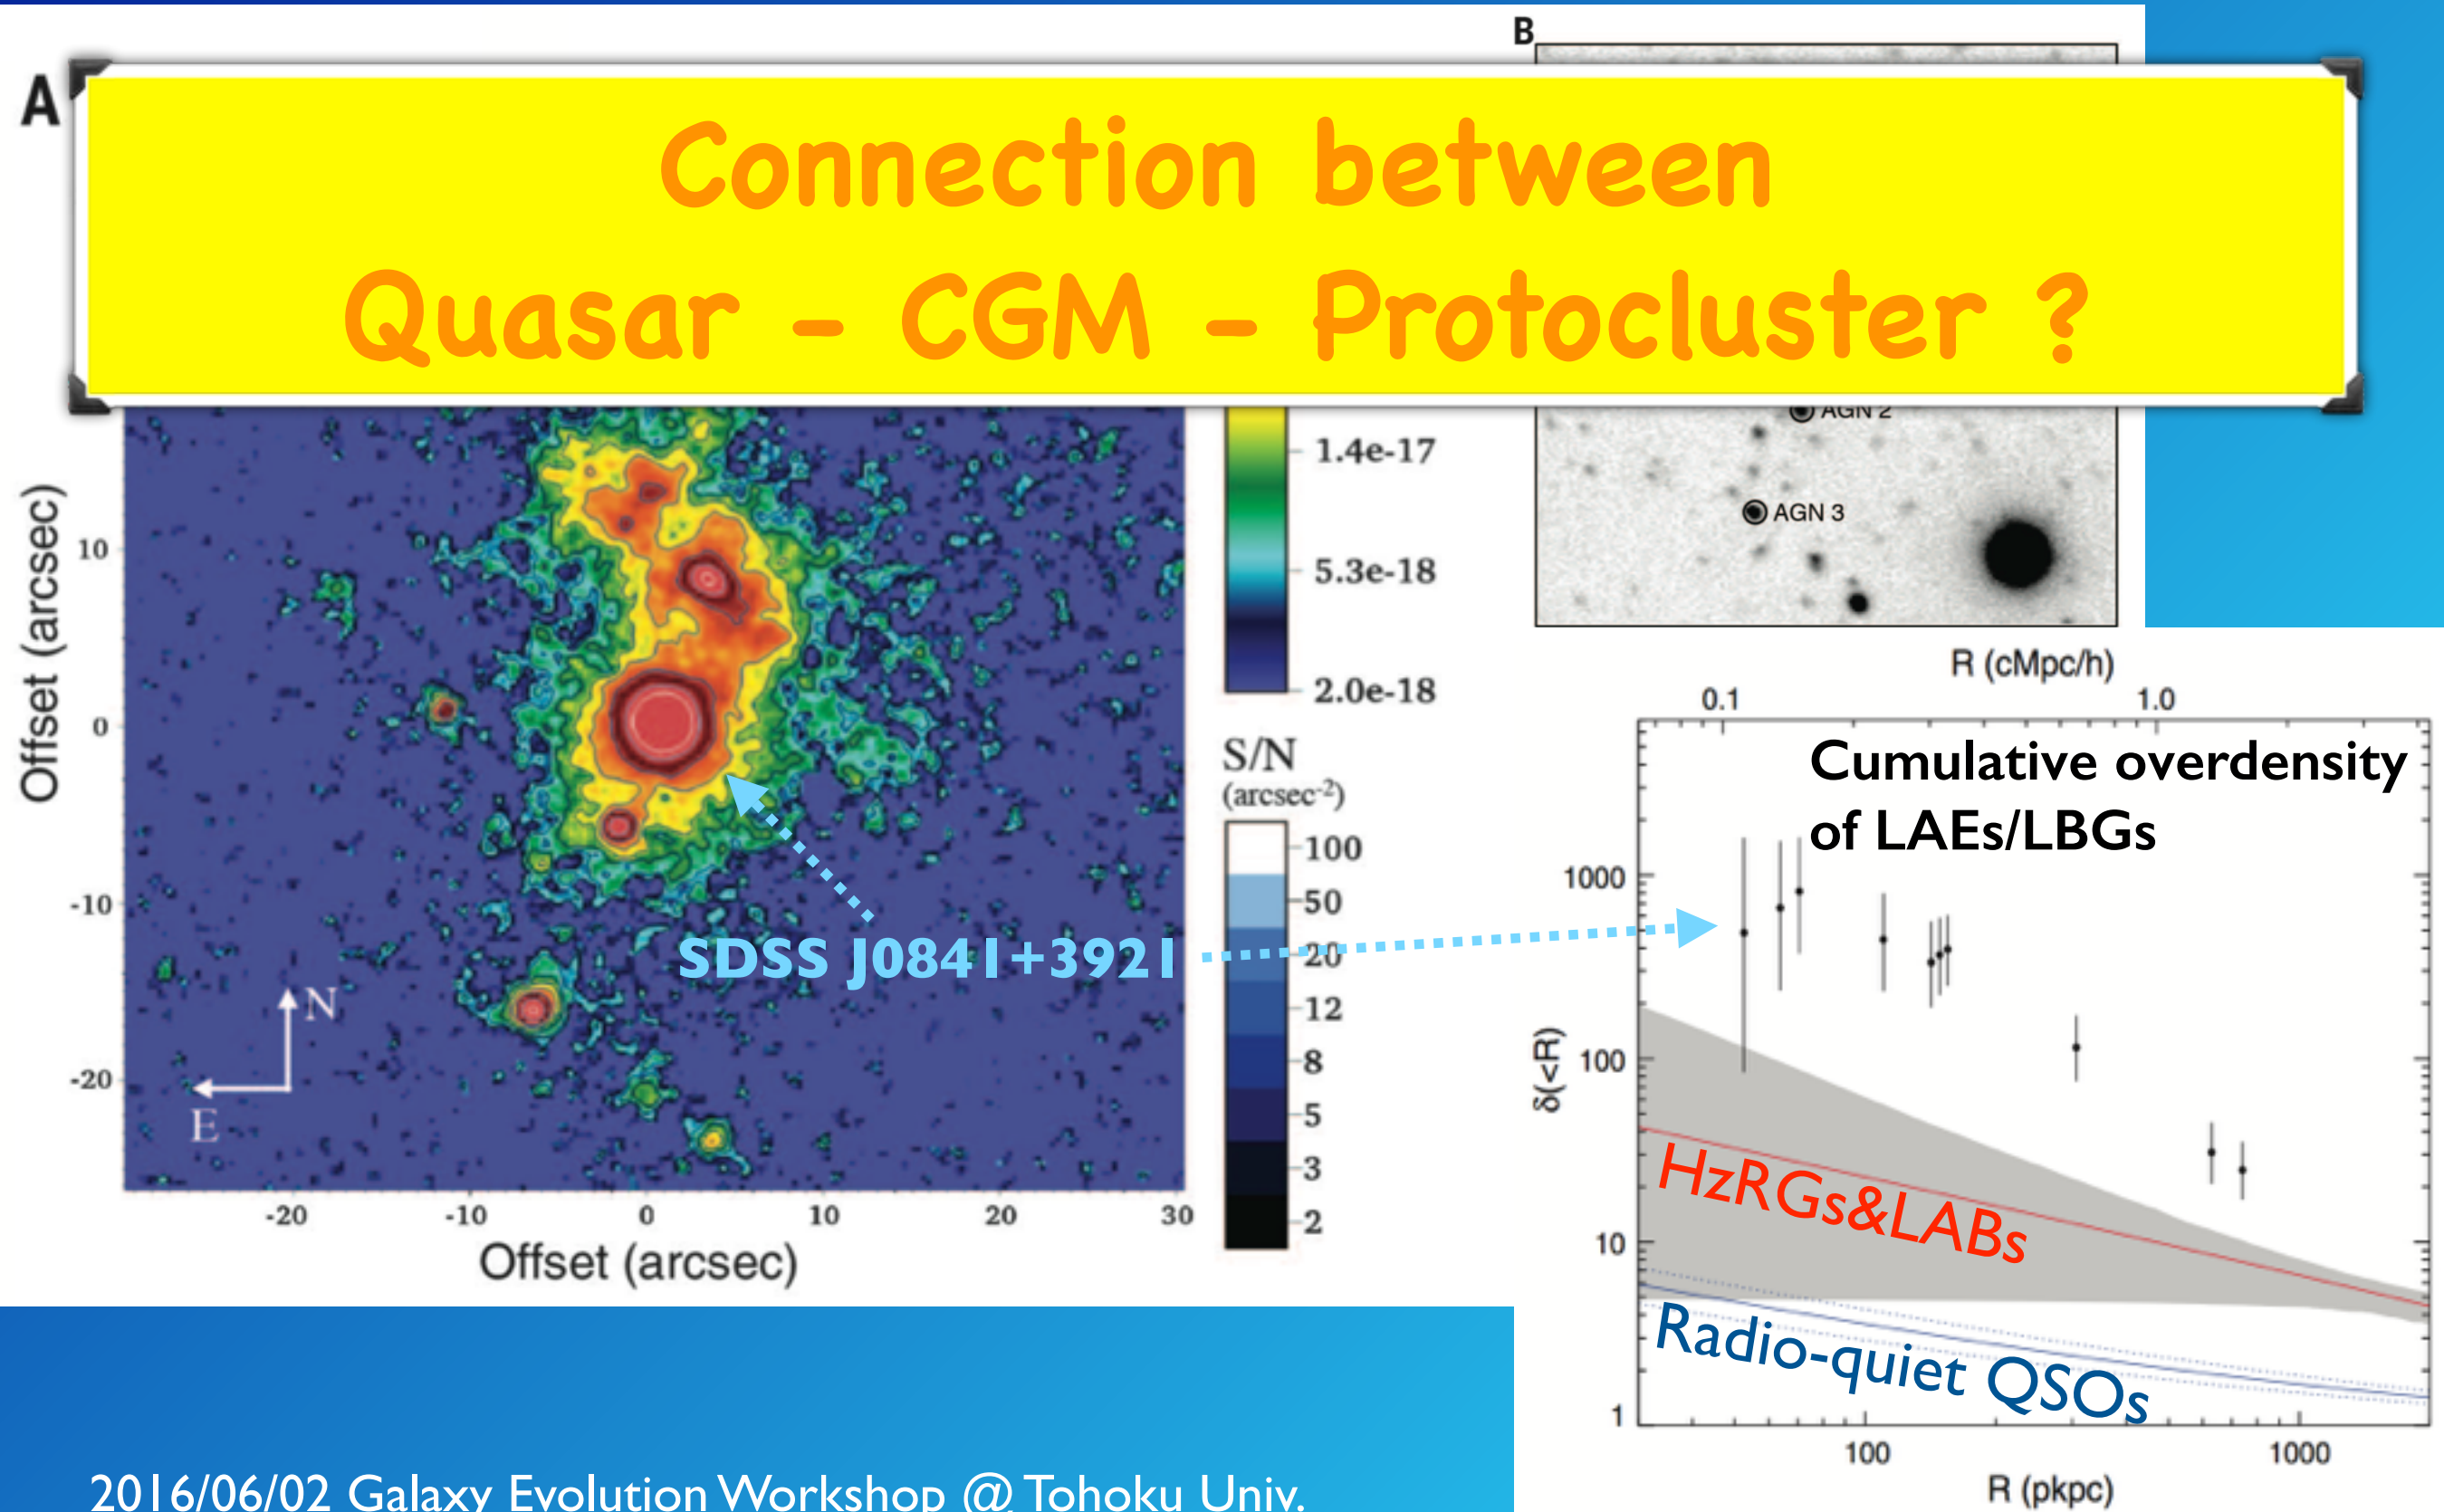 A
B
Connection between
Quasar - CGM - Protocluster ?
AGN 2
AGN 3
1.4e-17
5.3e-18
2.0e-18
S/N
(arcsec-2)
100
50
20
12
8
5
3
2
Offset (arcsec)
10
0
-10
-20
N
E
SDSS J0841+3921
-20
-10
0
10
20
30
Offset (arcsec)
R (cMpc/h)
0.1
1.0
Cumulative overdensity
of LAEs/LBGs
δ(<R)
1000
100
10
1
HzRGs&LABs
Radio-quiet QSOs
100
1000
R (pkpc)
2016/06/02 Galaxy Evolution Workshop @ Tohoku Univ.